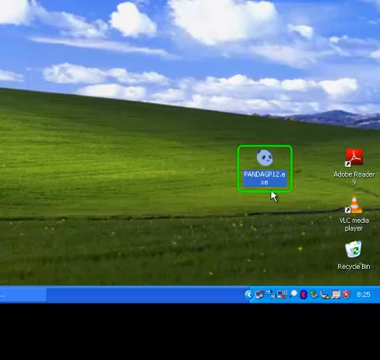 PANDAGP12.e
xe
Adobe Reader
9
VLC media
player
Recycle Bin
...
8:25